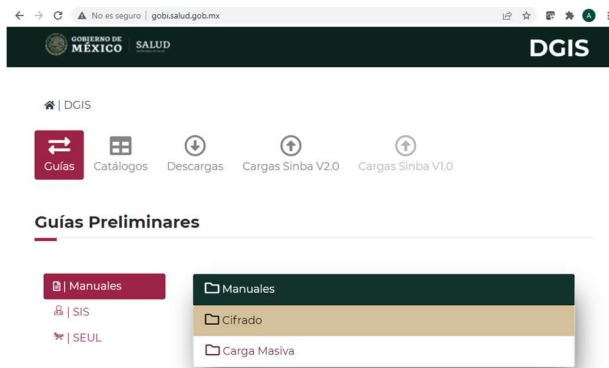 No es seguro | gobi.salud.gob.mx
A
GOBIERNO DE
MÉXICO
SALUD
DGIS
| DGIS
Guías
Catálogos
Descargas
Cargas Sinba V2.0
Cargas Sinba V1.0
Guías Preliminares
| Manuales
| SIS
| SEUL
Manuales
Cifrado
Carga Masiva